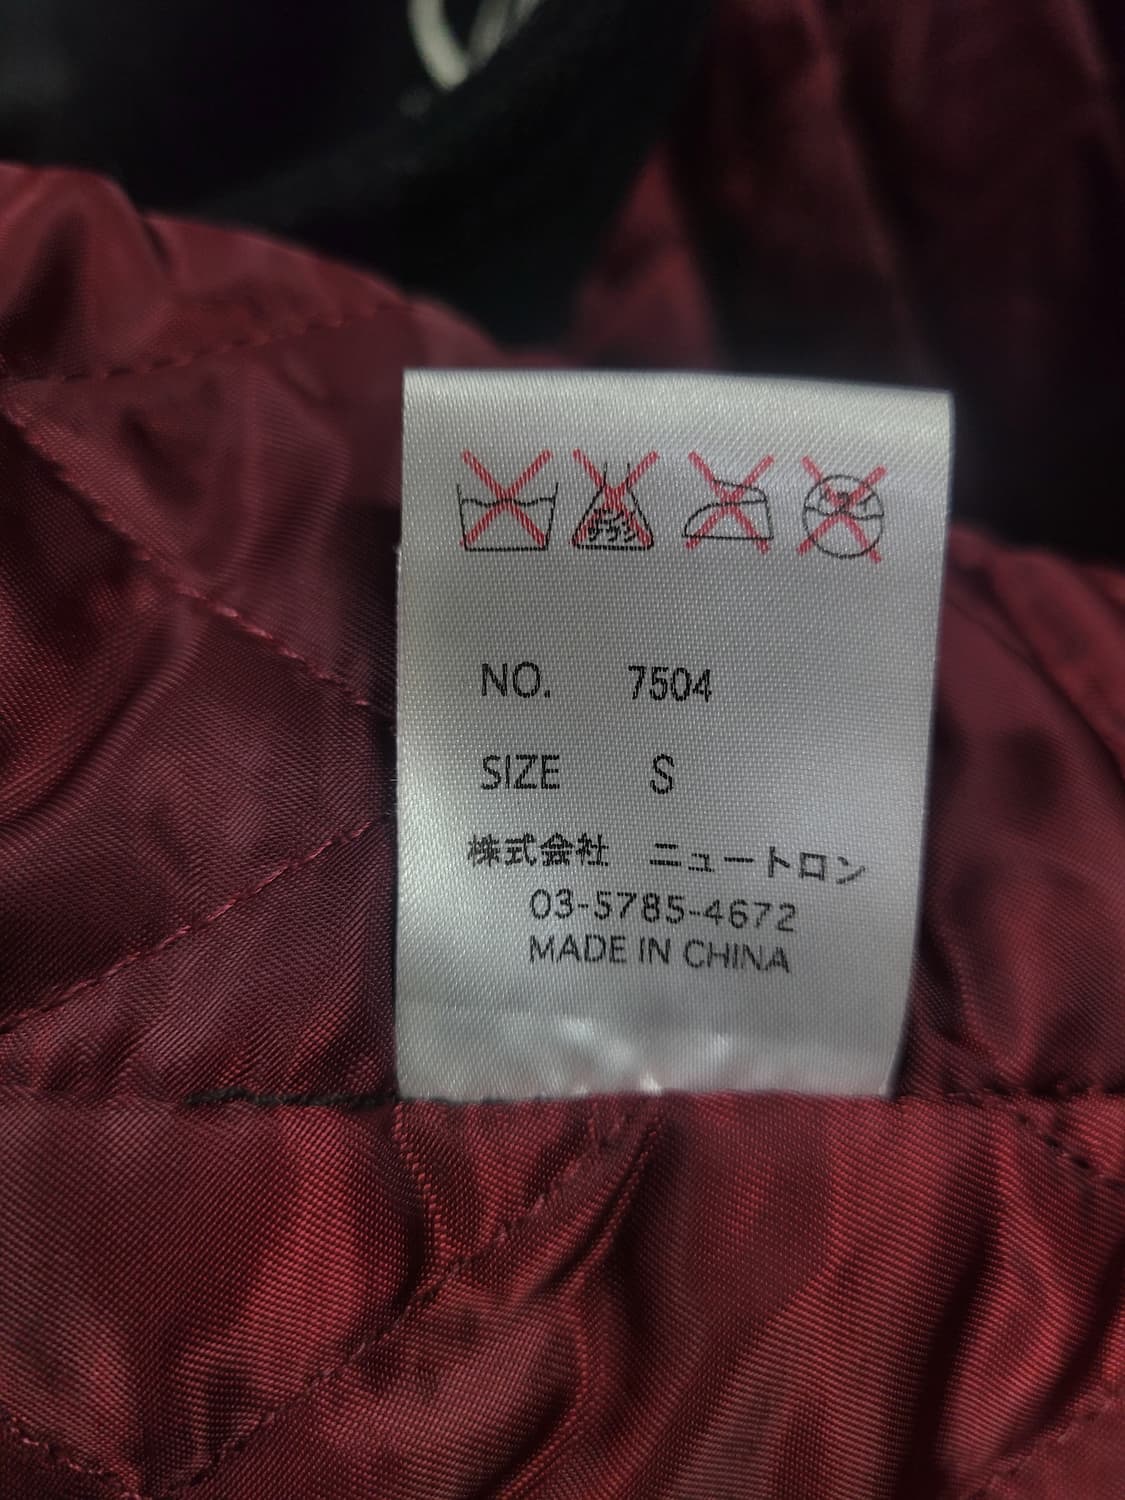 NO. 7504
SIZE S
株式会社 ニュートロン
03-5785-4672
MADE IN CHINA